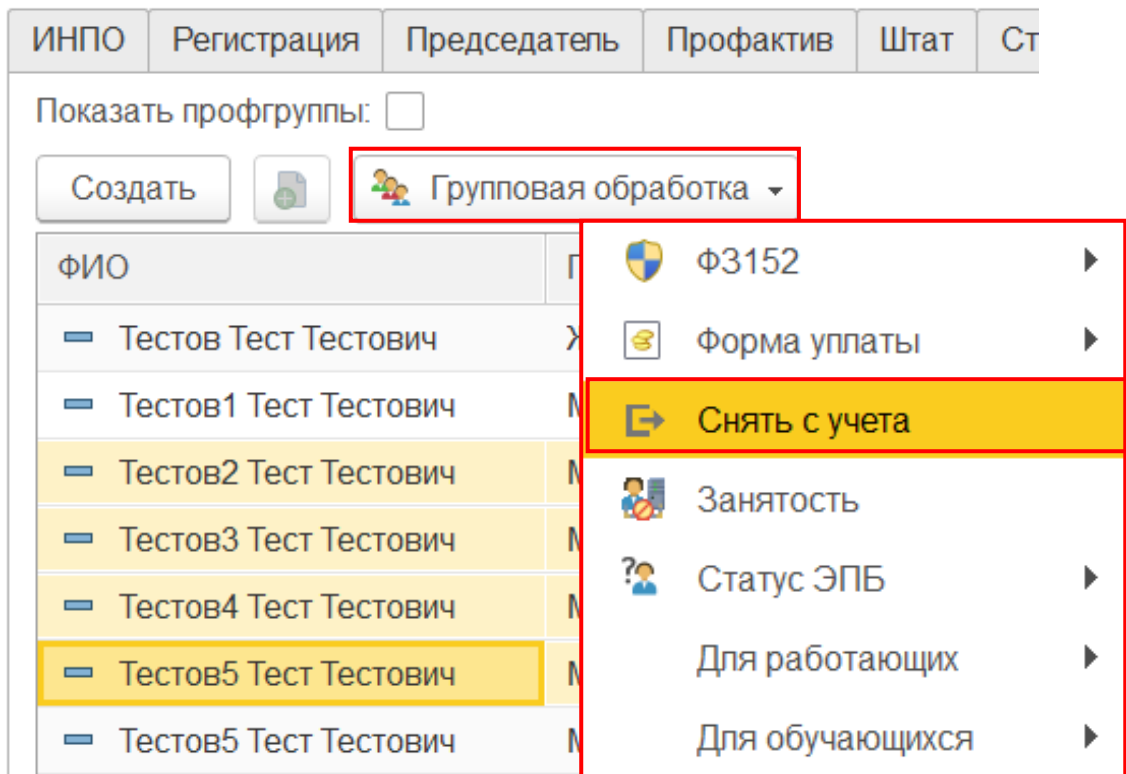 ИНПО Регистрация Председатель Профактив Штат Ст
Показать профгруппы:
Создать Групповая обработка
ФИО
ФЗ152
Тестов Тест Тестович
Форма уплаты
Тестов1 Тест Тестович
Снять с учета
Тестов2 Тест Тестович
Занятость
Тестов3 Тест Тестович
Тестов4 Тест Тестович
Статус ЭПБ
Тестов5 Тест Тестович
Для работающих
Тестов5 Тест Тестович
Для обучающихся